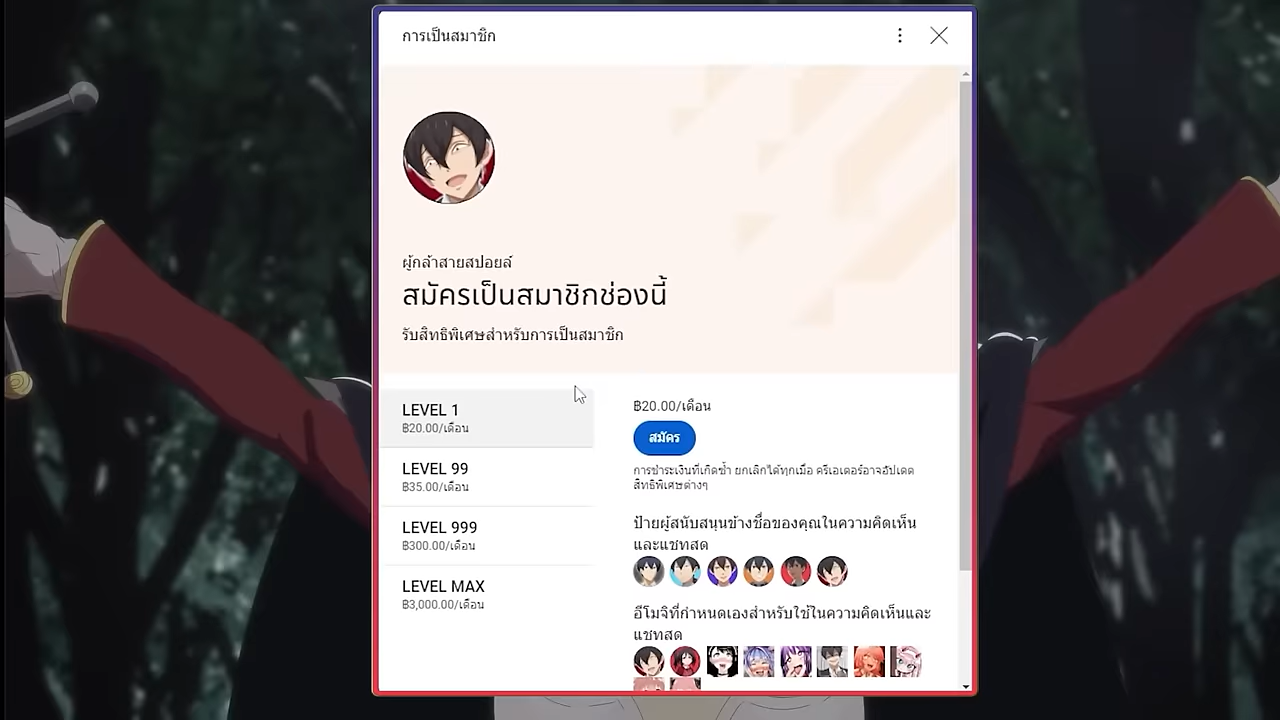 การเป็นสมาชิก
ผู้กล้าสายสปอยล์
สมัครเป็นสมาชิกช่องนี้
รับสิทธิพิเศษสำหรับการเป็นสมาชิก
LEVEL 1
฿20.00/เดือน
LEVEL 99
฿35.00/เดือน
LEVEL 999
฿300.00/เดือน
LEVEL MAX
฿3,000.00/เดือน
฿20.00/เดือน
สมัคร
การชำระเงินที่เกิดซ้ำ ยกเลิกได้ทุกเมื่อ ครีเอเตอร์อาจอัปเดต
สิทธิพิเศษต่างๆ
ป้ายผู้สนับสนุนข้างชื่อของคุณในความคิดเห็น
และแชทสด
อีโมจิที่กำหนดเองสำหรับใช้ในความคิดเห็นและ
แชทสด